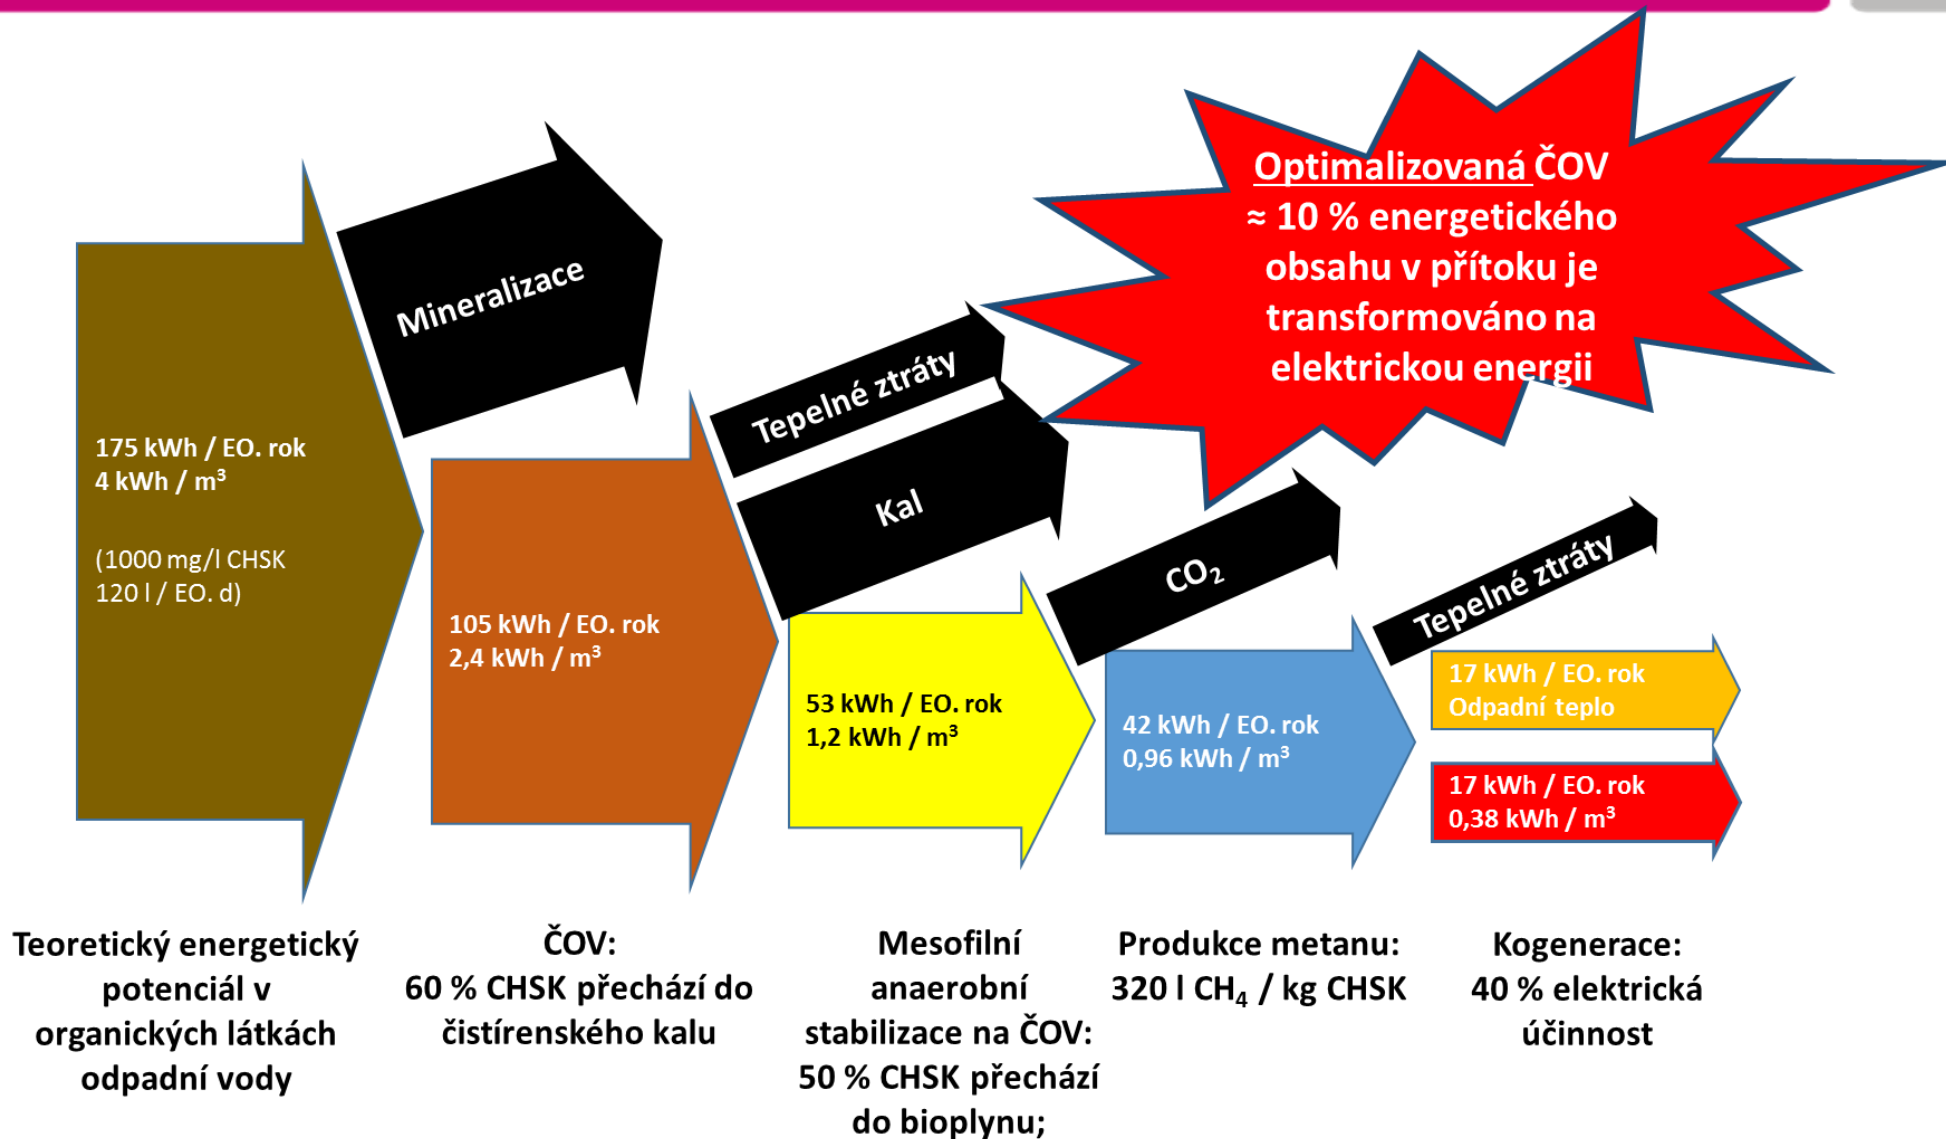 Optimalizovaná ČOV
≈ 10 % energetického
obsahu v přítoku je
transformováno na
elektrickou energii
Mineralizace
Tepelné ztráty
Kal
CO₂
Tepelné ztráty
175 kWh / EO. rok
4 kWh / m³
(1000 mg/l CHSK
120 l / EO. d)
105 kWh / EO. rok
2,4 kWh / m³
53 kWh / EO. rok
1,2 kWh / m³
42 kWh / EO. rok
0,96 kWh / m³
17 kWh / EO. rok
Odpadní teplo
17 kWh / EO. rok
0,38 kWh / m³
Teoretický energetický
potenciál v
organických látkách
odpadní vody
ČOV:
60 % CHSK přechází do
čistírenského kalu
Mesofilní
anaerobní
stabilizace na ČOV:
50 % CHSK přechází
do bioplynu;
Produkce metanu:
320 l CH₄ / kg CHSK
Kogenerace:
40 % elektrická
účinnost